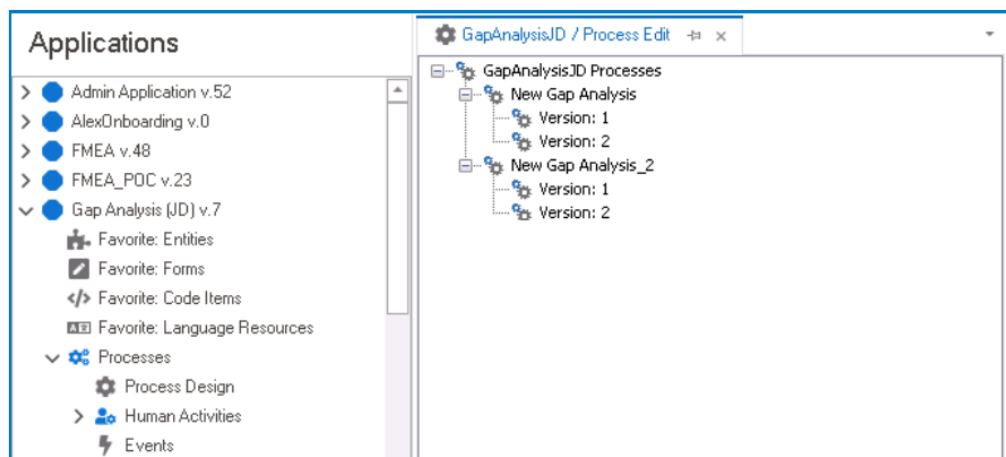 Applications
Admin Application v.52
AlexOnboarding v.0
FMEA v.48
FMEA_POC v.23
Gap Analysis (JD) v.7
Favorite: Entities
Favorite: Forms
Favorite: Code Items
Favorite: Language Resources
Processes
Process Design
Human Activities
Events
GapAnalysisJD / Process Edit
GapAnalysisJD Processes
New Gap Analysis
Version: 1
Version: 2
New Gap Analysis_2
Version: 1
Version: 2